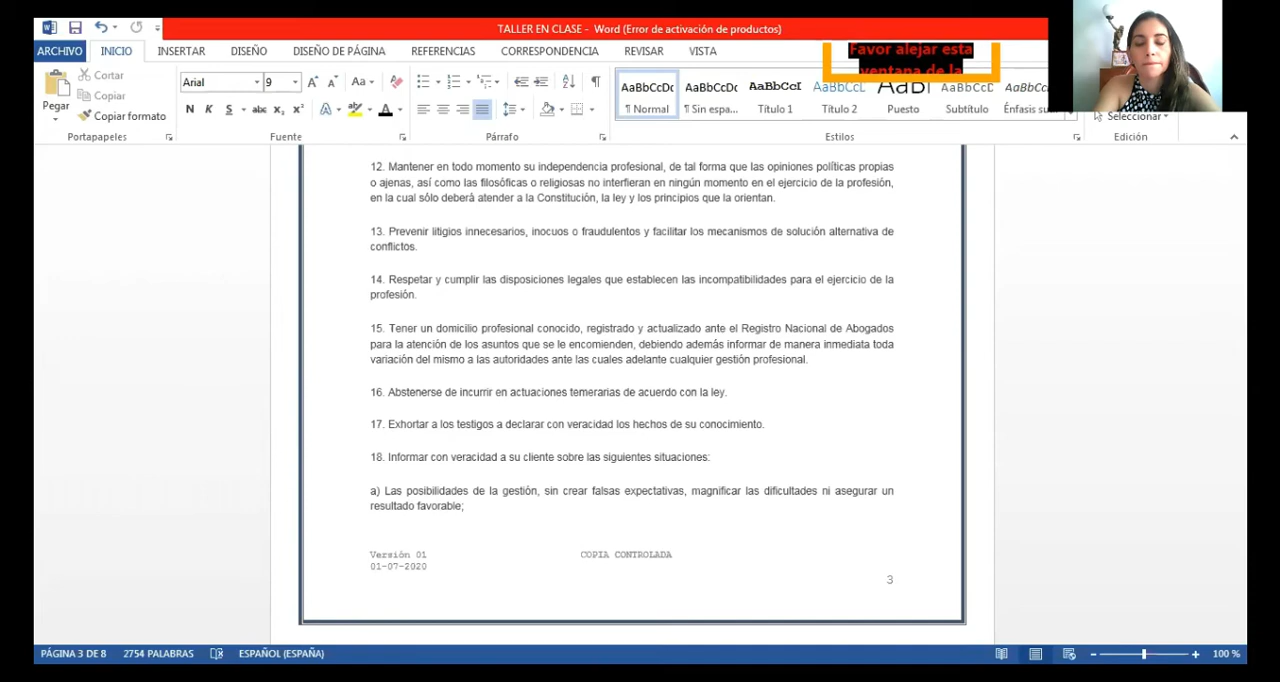 TALLER EN CLASE - Word (Error de activación de productos)
ARCHIVO INICIO INSERTAR DISEÑO DISEÑO DE PÁGINA REFERENCIAS CORRESPONDENCIA REVISAR VISTA
Favor alejar esta
ventana de la
Pegar
Cortar
Copiar
Copiar formato
Portapapeles
Arial 9
Fuente
Párrafo
AaBbCcDc AaBbCcDc AaBbCcI AaBbCcL AaBl AaBbCcD AaBbCcDc
¶ Normal ¶ Sin espa... Título 1 Título 2 Puesto Subtítulo Énfasis su...
Estilos
Seleccionar
Edición
12. Mantener en todo momento su independencia profesional, de tal forma que las opiniones políticas propias
o ajenas, así como las filosóficas o religiosas no interfieran en ningún momento en el ejercicio de la profesión,
en la cual sólo deberá atender a la Constitución, la ley y los principios que la orientan.
13. Prevenir litigios innecesarios, inocuos o fraudulentos y facilitar los mecanismos de solución alternativa de
conflictos.
14. Respetar y cumplir las disposiciones legales que establecen las incompatibilidades para el ejercicio de la
profesión.
15. Tener un domicilio profesional conocido, registrado y actualizado ante el Registro Nacional de Abogados
para la atención de los asuntos que se le encomienden, debiendo además informar de manera inmediata toda
variación del mismo a las autoridades ante las cuales adelante cualquier gestión profesional.
16. Abstenerse de incurrir en actuaciones temerarias de acuerdo con la ley.
17. Exhortar a los testigos a declarar con veracidad los hechos de su conocimiento.
18. Informar con veracidad a su cliente sobre las siguientes situaciones:
a) Las posibilidades de la gestión, sin crear falsas expectativas, magnificar las dificultades ni asegurar un
resultado favorable;
Versión 01 COPIA CONTROLADA
01-07-2020
3
PÁGINA 3 DE 8 2754 PALABRAS ESPAÑOL (ESPAÑA) 100 %